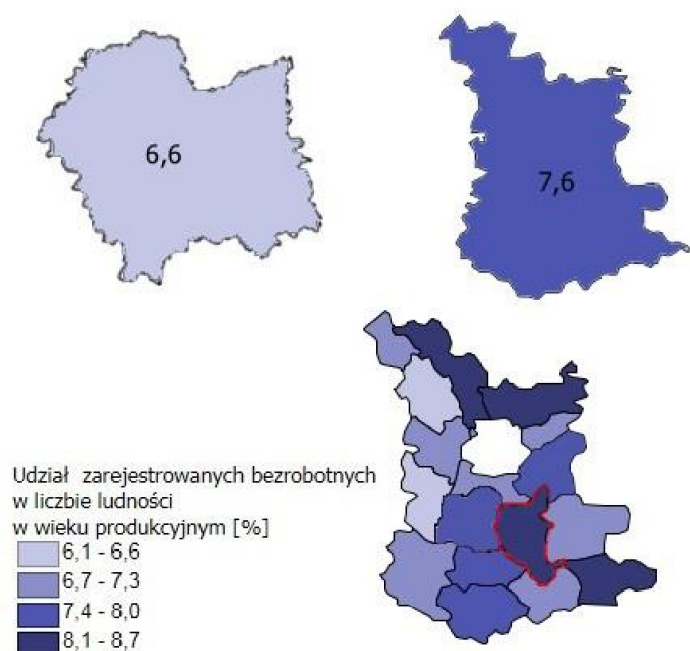 6,6
7,6
Udział zarejestrowanych bezrobotnych
w liczbie ludności
w wieku produkcyjnym [%]
6,1 - 6,6
6,7 - 7,3
7,4 - 8,0
8,1 - 8,7